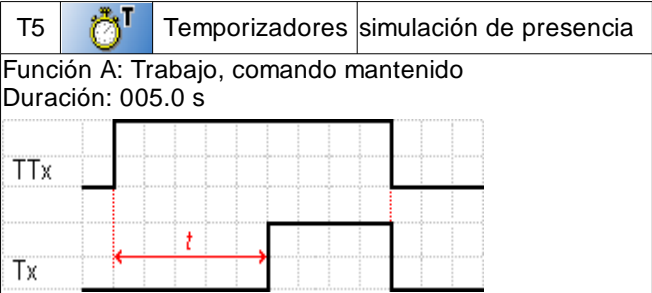 T5 T Temporizadores simulación de presencia
Función A: Trabajo, comando mantenido
Duración: 005.0 s
TTx
t
Tx